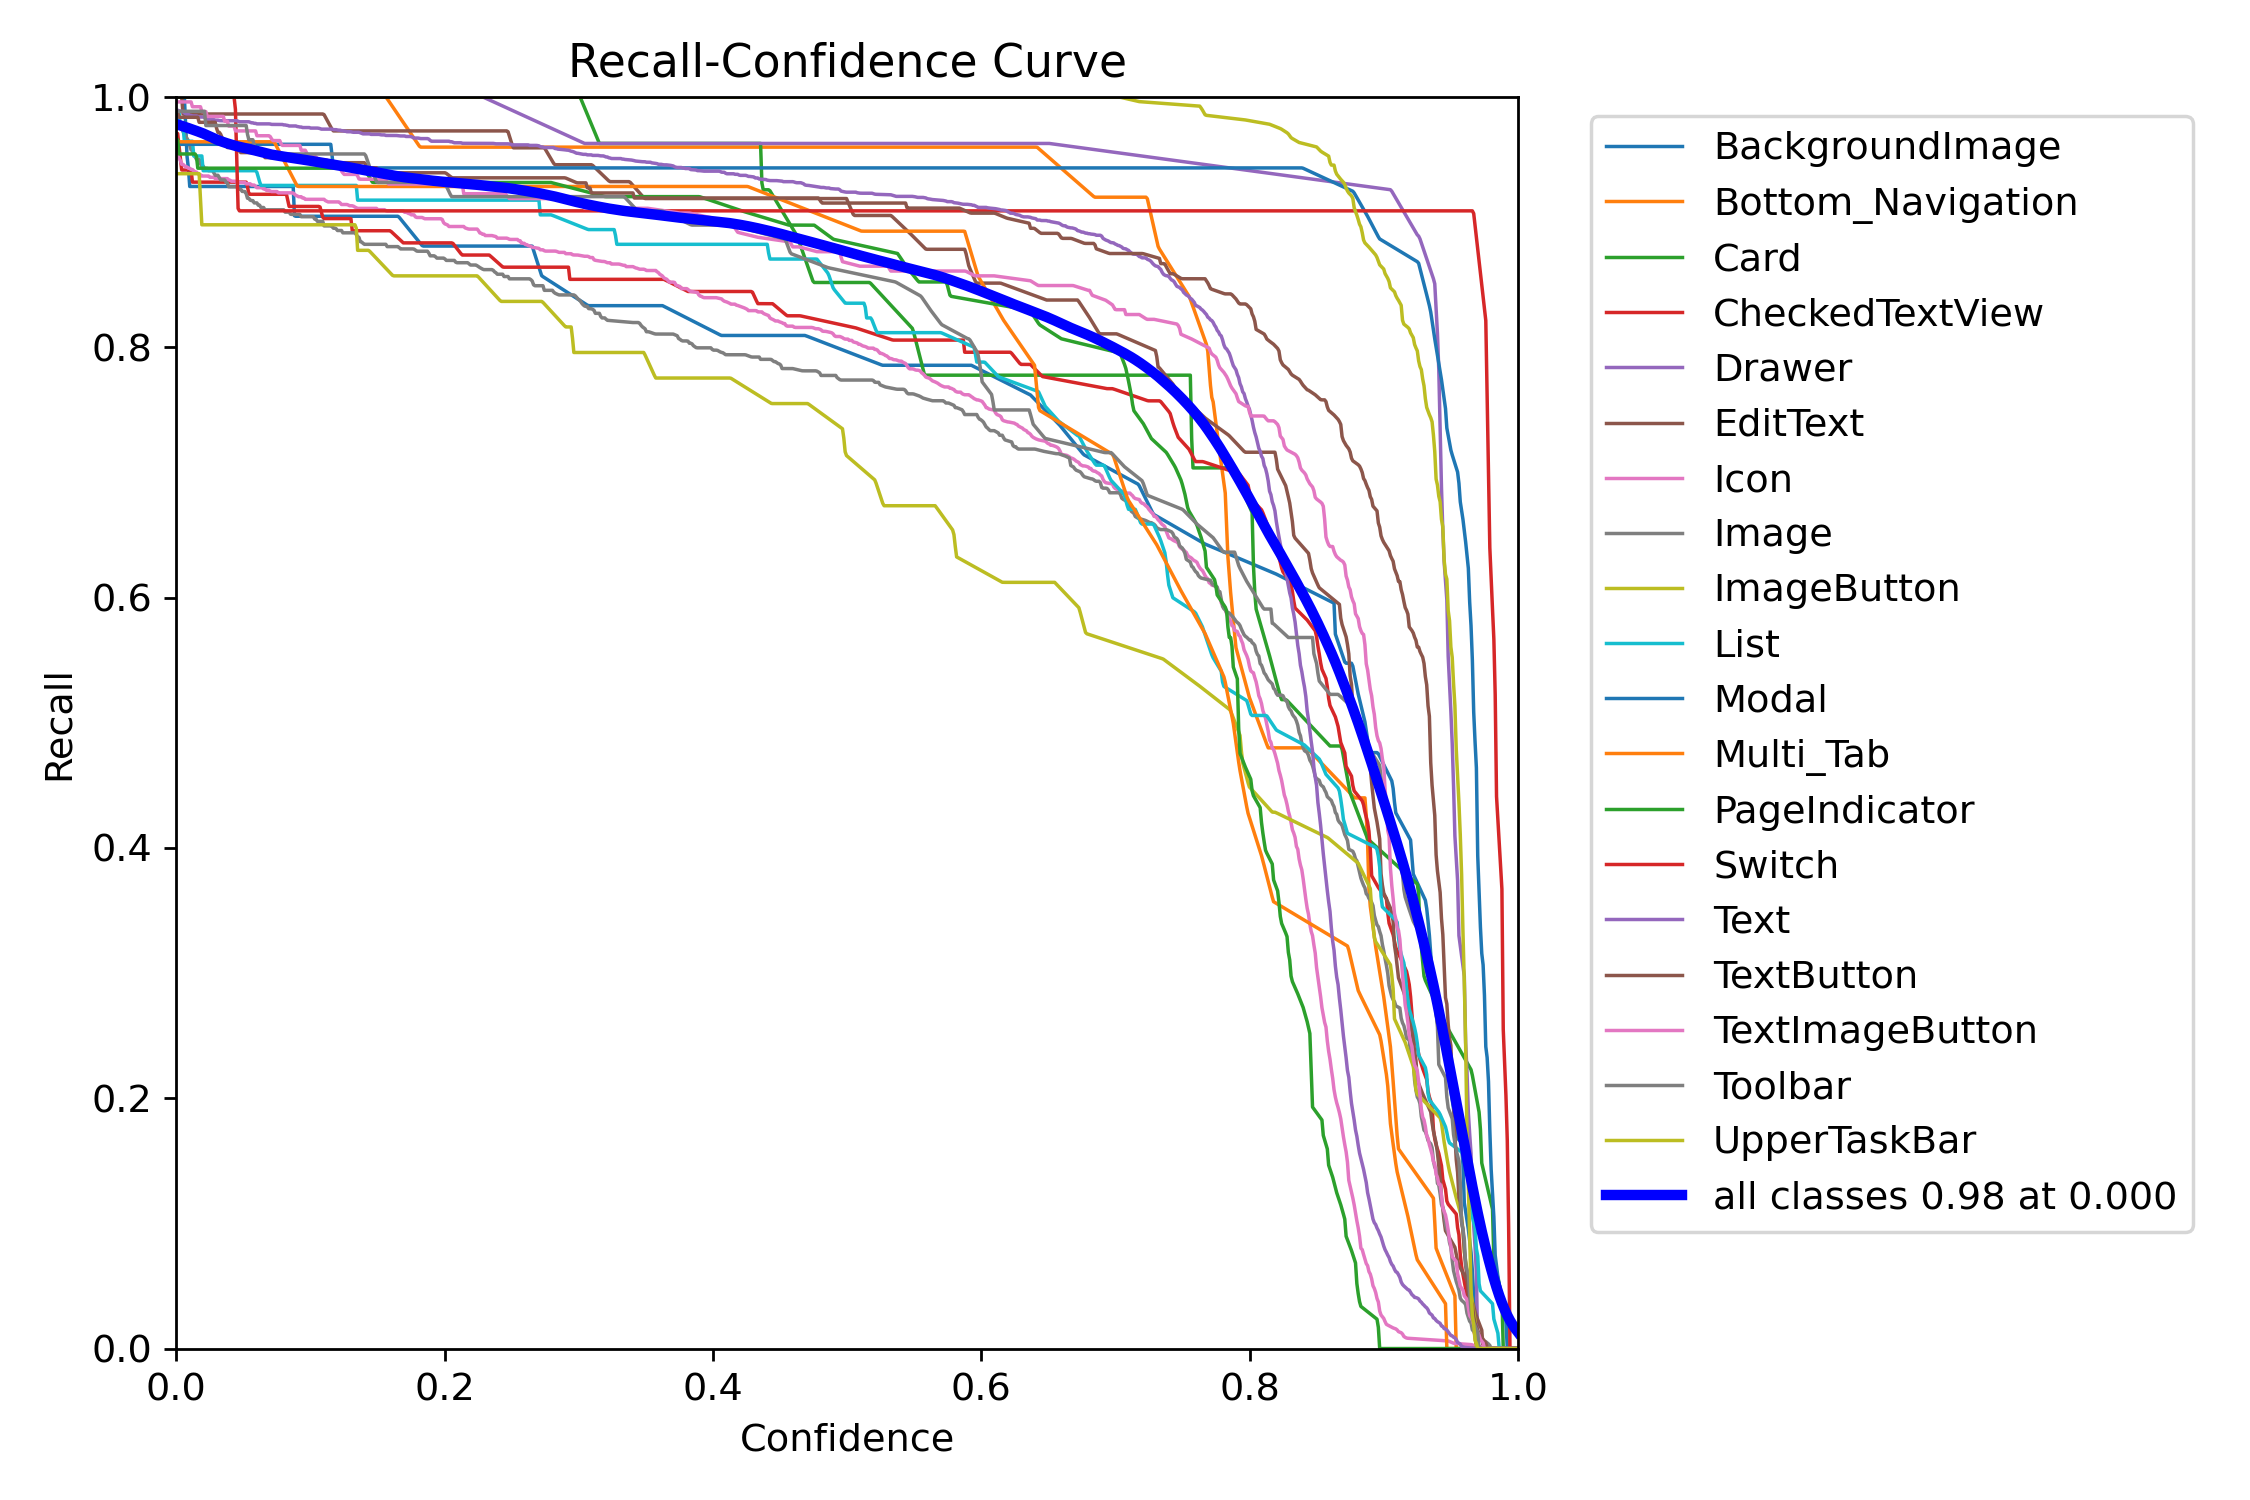 Recall-Confidence Curve
1.0
0.8
0.6
0.4
0.2
0.0
Recall
0.0 0.2 0.4 0.6 0.8 1.0
Confidence
BackgroundImage
Bottom_Navigation
Card
CheckedTextView
Drawer
EditText
Icon
Image
ImageButton
List
Modal
Multi_Tab
PageIndicator
Switch
Text
TextButton
TextImageButton
Toolbar
UpperTaskBar
all classes 0.98 at 0.000